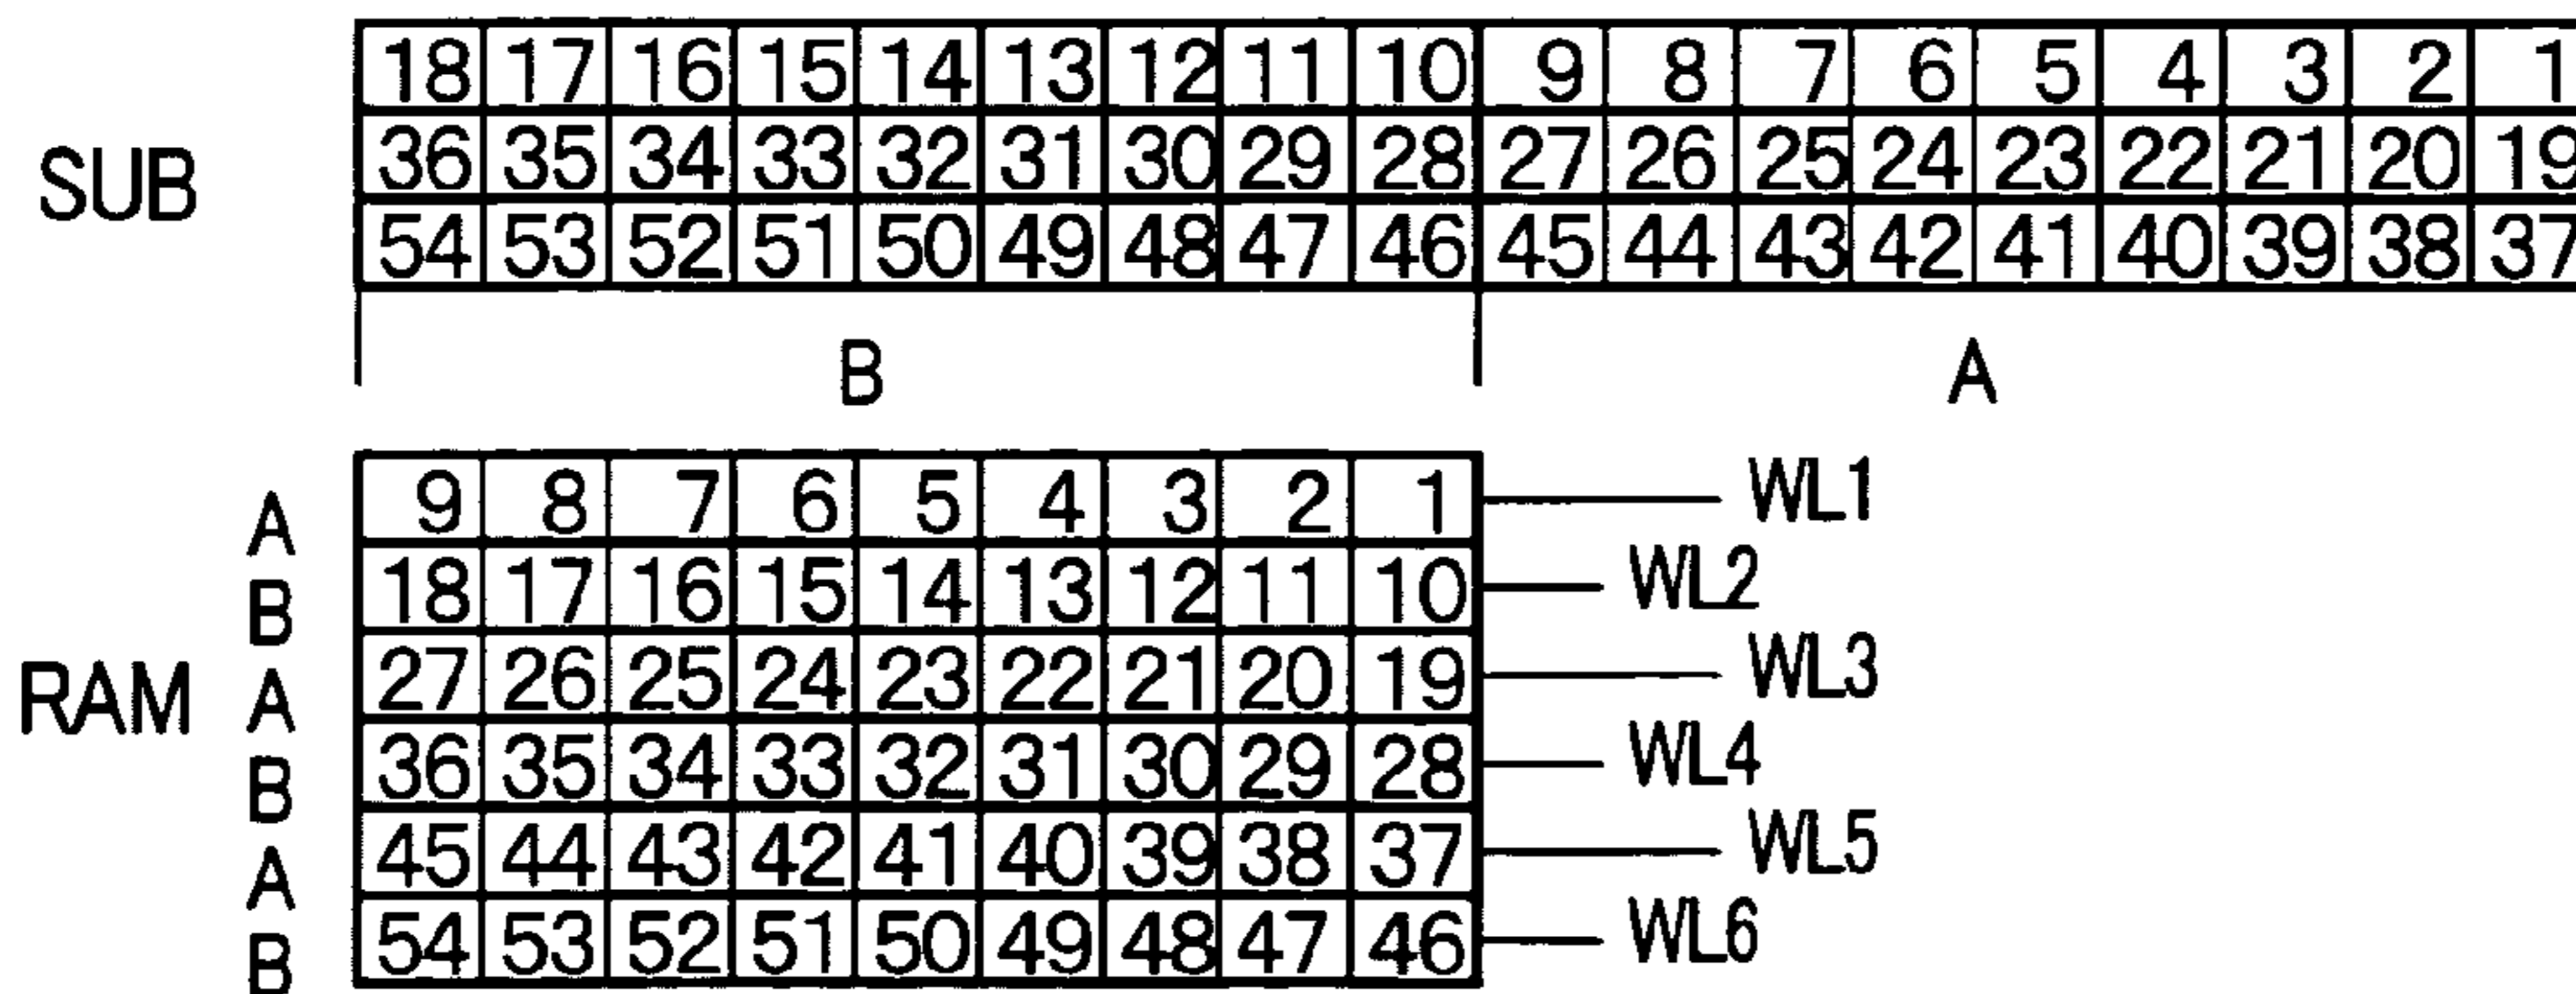 18 17 16 15 14 13 12 11 10 9 8 7 6 5 4 3 2 1
SUB 36 35 34 33 32 31 30 29 28 27 26 25 24 23 22 21 20 19
54 53 52 51 50 49 48 47 46 45 44 43 42 41 40 39 38 37
B A
A 9 8 7 6 5 4 3 2 1 WL1
B 18 17 16 15 14 13 12 11 10 WL2
RAM A 27 26 25 24 23 22 21 20 19 WL3
B 36 35 34 33 32 31 30 29 28 WL4
A 45 44 43 42 41 40 39 38 37 WL5
B 54 53 52 51 50 49 48 47 46 WL6